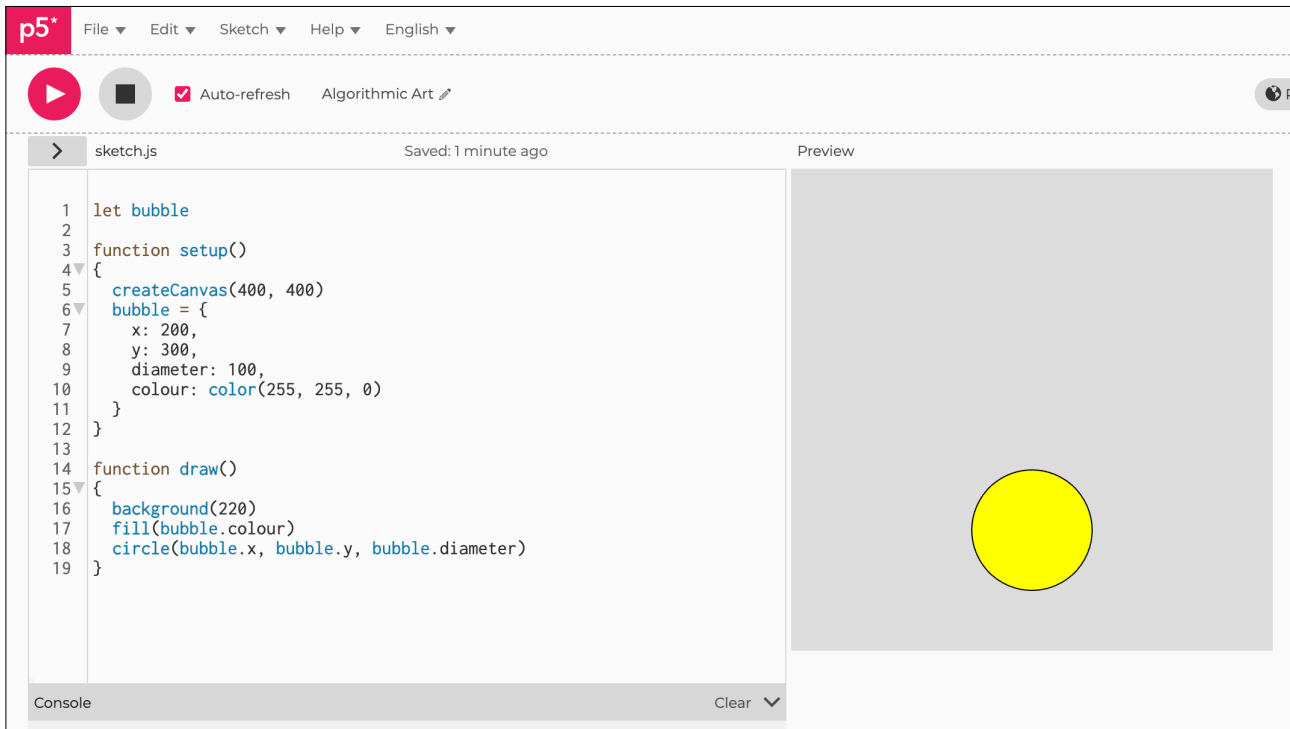 p5* File Edit Sketch Help English
Auto-refresh Algorithmic Art
sketch.js Saved: 1 minute ago Preview
1 let bubble
2
3 function setup()
4 {
5 createCanvas(400, 400)
6 bubble = {
7 x: 200,
8 y: 300,
9 diameter: 100,
10 colour: color(255, 255, 0)
11 }
12 }
13
14 function draw()
15 {
16 background(220)
17 fill(bubble.colour)
18 circle(bubble.x, bubble.y, bubble.diameter)
19 }
Console Clear